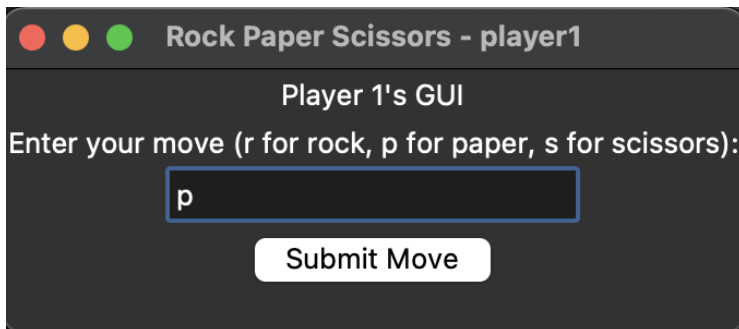 Rock Paper Scissors - player1
Player 1's GUI
Enter your move (r for rock, p for paper, s for scissors):
p
Submit Move